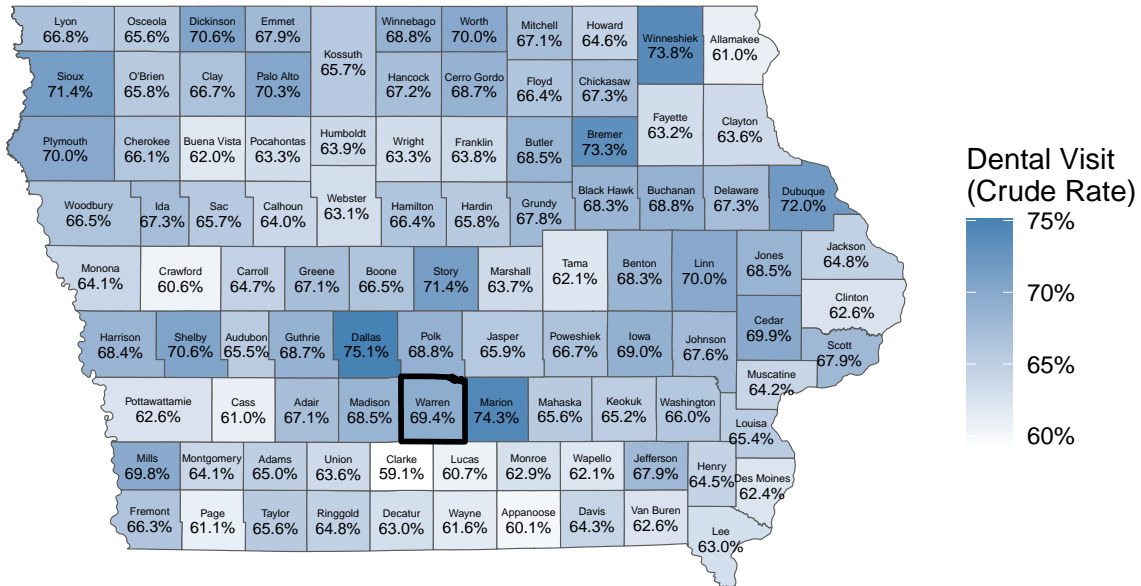 Lyon
66.8%
Osceola
65.6%
Dickinson
70.6%
Emmet
67.9%
Kossuth
65.7%
Winnebago
68.8%
Worth
70.0%
Mitchell
67.1%
Howard
64.6%
Winneshiek
73.8%
Allamakee
61.0%
Sioux
71.4%
O'Brien
65.8%
Clay
66.7%
Palo Alto
70.3%
Hancock
67.2%
Cerro Gordo
68.7%
Floyd
66.4%
Chickasaw
67.3%
Fayette
63.2%
Clayton
63.6%
Plymouth
70.0%
Cherokee
66.1%
Buena Vista
62.0%
Pocahontas
63.3%
Humboldt
63.9%
Wright
63.3%
Franklin
63.8%
Butler
68.5%
Bremer
73.3%
Woodbury
66.5%
Ida
67.3%
Sac
65.7%
Calhoun
64.0%
Webster
63.1%
Hamilton
66.4%
Hardin
65.8%
Grundy
67.8%
Black Hawk
68.3%
Buchanan
68.8%
Delaware
67.3%
Dubuque
72.0%
Monona
64.1%
Crawford
60.6%
Carroll
64.7%
Greene
67.1%
Boone
66.5%
Story
71.4%
Marshall
63.7%
Tama
62.1%
Benton
68.3%
Linn
70.0%
Jones
68.5%
Jackson
64.8%
Clinton
62.6%
Harrison
68.4%
Shelby
70.6%
Audubon
65.5%
Guthrie
68.7%
Dallas
75.1%
Polk
68.8%
Jasper
65.9%
Poweshiek
66.7%
Iowa
69.0%
Johnson
67.6%
Cedar
69.9%
Scott
67.9%
Muscatine
64.2%
Pottawattamie
62.6%
Cass
61.0%
Adair
67.1%
Madison
68.5%
Warren
69.4%
Marion
74.3%
Mahaska
65.6%
Keokuk
65.2%
Washington
66.0%
Louisa
65.4%
Mills
69.8%
Montgomery
64.1%
Adams
65.0%
Union
63.6%
Clarke
59.1%
Lucas
60.7%
Monroe
62.9%
Wapello
62.1%
Jefferson
67.9%
Henry
64.5%
Des Moines
62.4%
Fremont
66.3%
Page
61.1%
Taylor
65.6%
Ringgold
64.8%
Decatur
63.0%
Wayne
61.6%
Appanoose
60.1%
Davis
64.3%
Van Buren
62.6%
Lee
63.0%
Dental Visit
(Crude Rate)
75%
70%
65%
60%